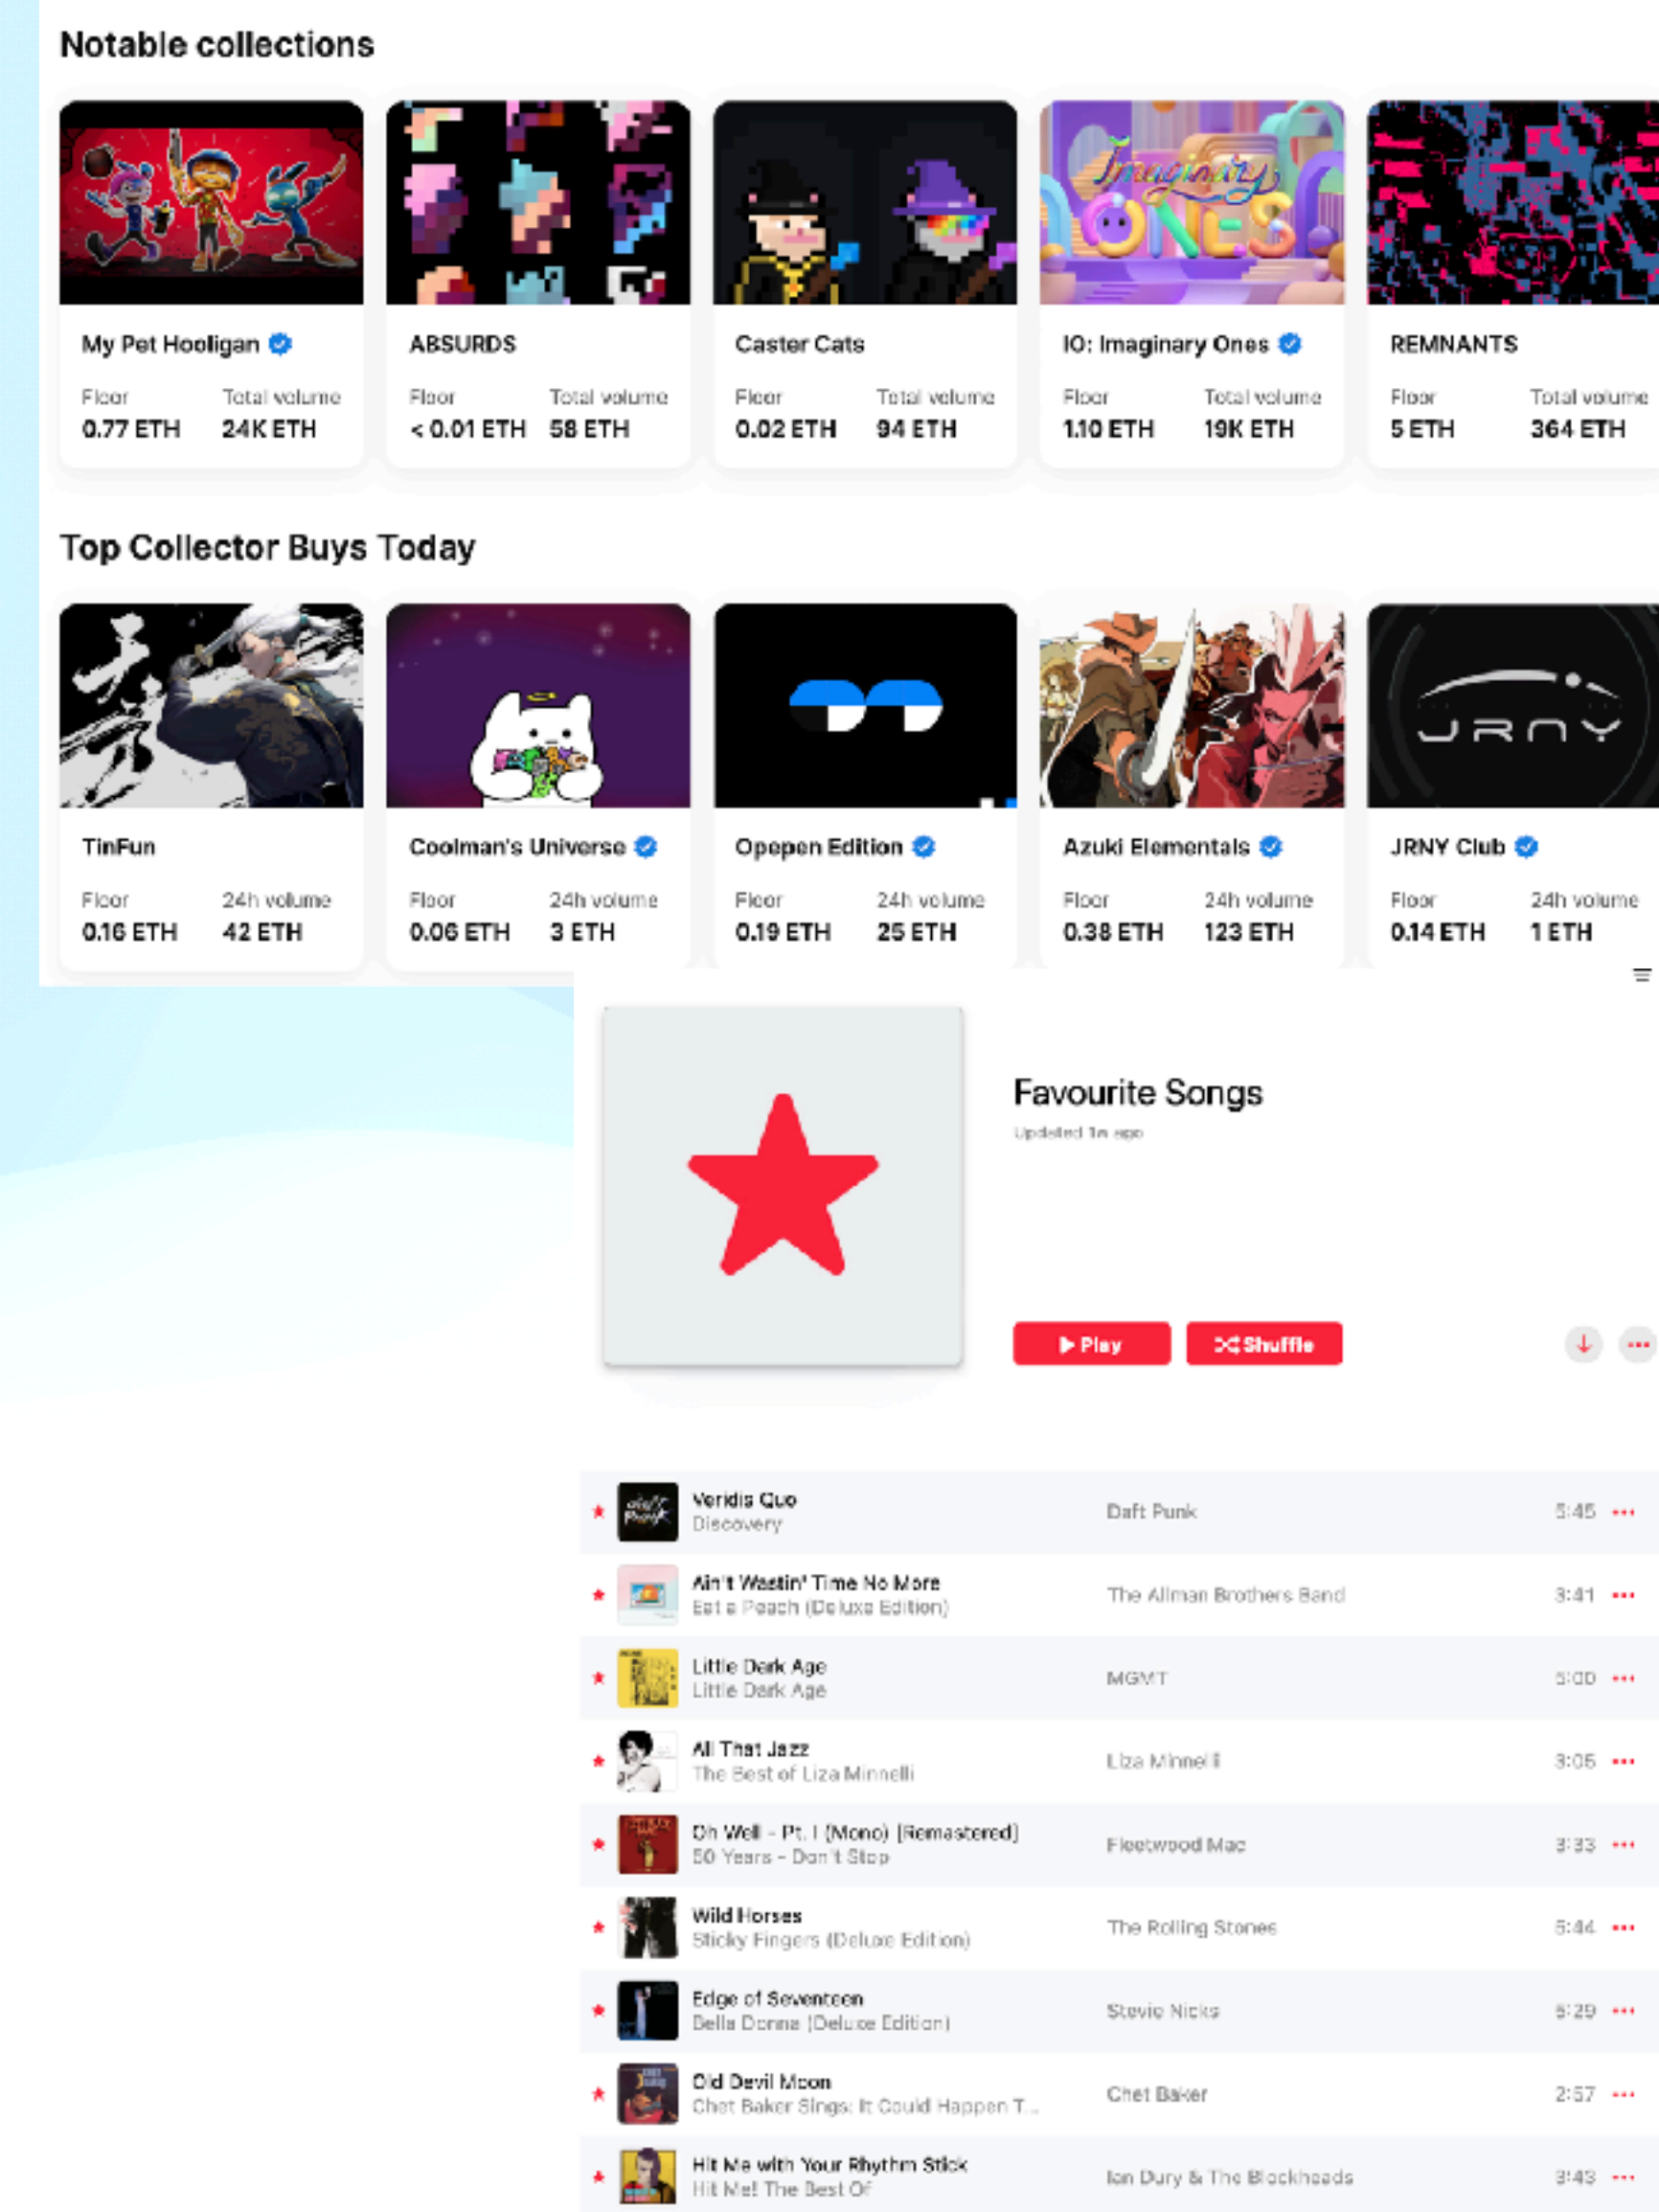 Notable collections
Imaginary
ONES
My Pet Hooligan
ABSURDS
Caster Cats
IO: Imaginary Ones
REMNANTS
Floor Total volume
0.77 ETH 24K ETH
Floor Total volume
< 0.01 ETH 58 ETH
Floor Total volume
0.02 ETH 94 ETH
Floor Total volume
1.10 ETH 19K ETH
Floor Total volume
5 ETH 364 ETH
Top Collector Buys Today
JRNY
TinFun
Coolman's Universe
Opepen Edition
Azuki Elementals
JRNY Club
Floor 24h volume
0.16 ETH 42 ETH
Floor 24h volume
0.06 ETH 3 ETH
Floor 24h volume
0.19 ETH 25 ETH
Floor 24h volume
0.38 ETH 123 ETH
Floor 24h volume
0.14 ETH 1 ETH
Favourite Songs
Updated 1w ago
Play Shuffle
Veridis Quo
Discovery
Daft Punk
5:45
Ain't Wastin' Time No More
Eat a Peach (Deluxe Edition)
The Allman Brothers Band
3:41
Little Dark Age
Little Dark Age
MGMT
5:00
All That Jazz
The Best of Liza Minnelli
Liza Minnelli
3:05
Oh Well - Pt. I (Mono) [Remastered]
50 Years - Don't Stop
Fleetwood Mac
3:33
Wild Horses
Sticky Fingers (Deluxe Edition)
The Rolling Stones
5:44
Edge of Seventeen
Bella Donna (Deluxe Edition)
Stevie Nicks
5:29
Old Devil Moon
Chet Baker Sings: It Could Happen T...
Chet Baker
2:57
Hit Me with Your Rhythm Stick
Hit Me! The Best Of
Ian Dury & The Blockheads
3:43